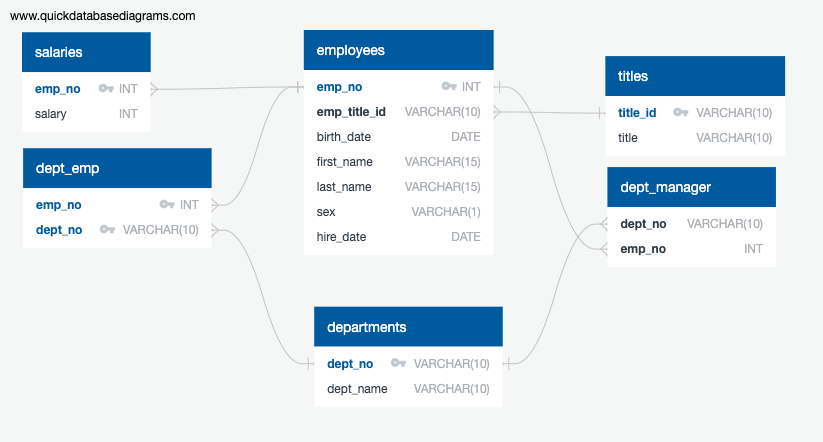 www.quickdatabasediagrams.com
salaries
emp_no INT
salary INT
employees
emp_no INT
emp_title_id VARCHAR(10)
birth_date DATE
first_name VARCHAR(15)
last_name VARCHAR(15)
sex VARCHAR(1)
hire_date DATE
titles
title_id VARCHAR(10)
title VARCHAR(10)
dept_emp
emp_no INT
dept_no VARCHAR(10)
dept_manager
dept_no VARCHAR(10)
emp_no INT
departments
dept_no VARCHAR(10)
dept_name VARCHAR(10)